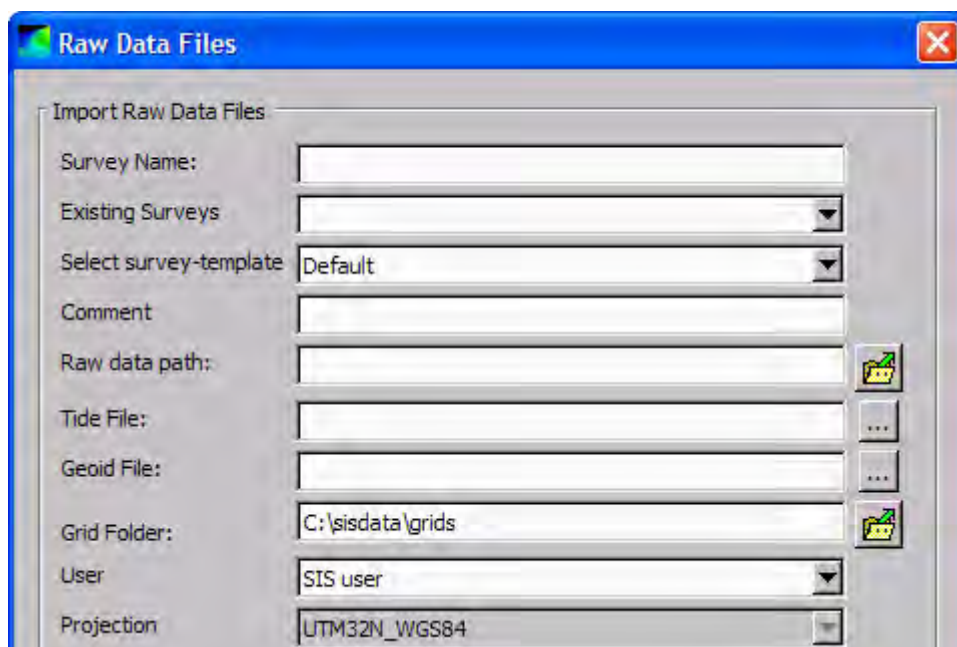 Raw Data Files
Import Raw Data Files
Survey Name:
Existing Surveys
Select survey-template Default
Comment
Raw data path:
Tide File: ...
Geoid File: ...
Grid Folder: C:\sisdata\grids
User SIS user
Projection UTM32N_WGS84